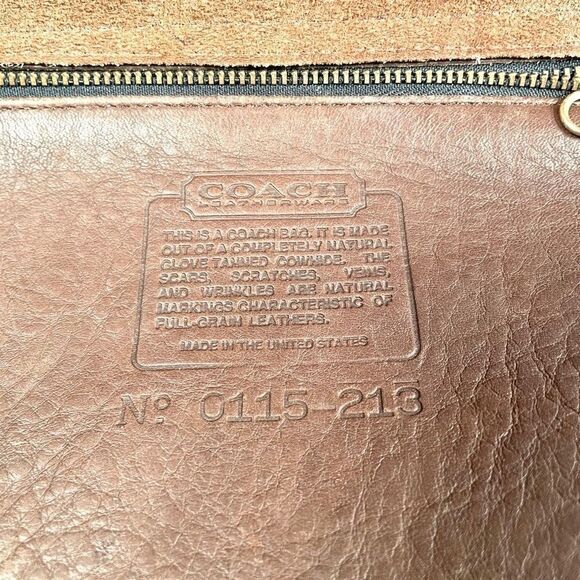 COACH
LEATHERWARE
THIS IS A COACH BAG. IT IS MADE
OUT OF A COMPLETELY NATURAL
GLOVE TANNED COWHIDE. THE
SCARS, SCRATCHES, VEINS,
AND WRINKLES ARE NATURAL
MARKINGS CHARACTERISTIC OF
FULL-GRAIN LEATHERS.
MADE IN THE UNITED STATES
Nº 0115-213